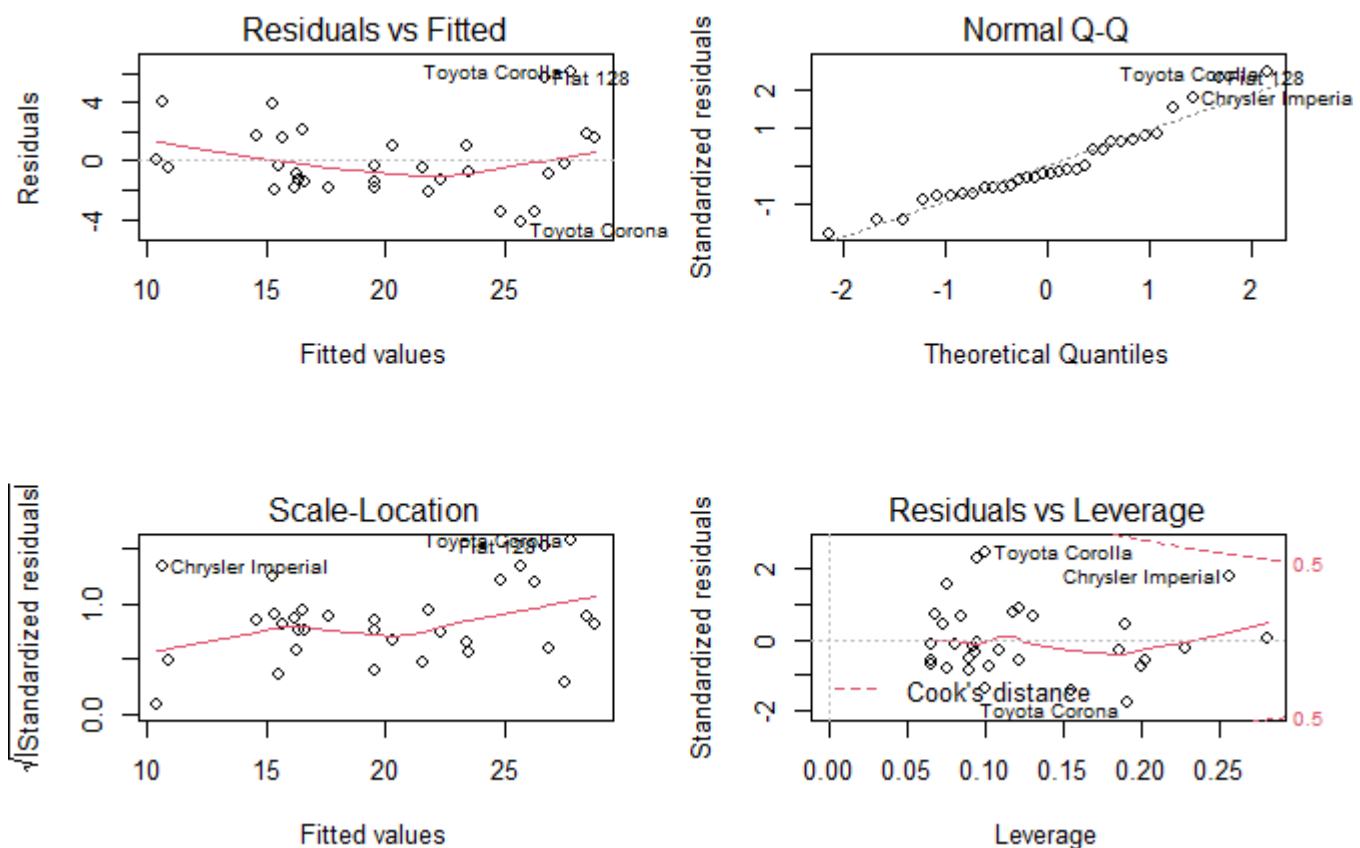 Residuals vs Fitted
Residuals
4
0
-4
Toyota Corolla
Fiat 128
Toyota Corona
10 15 20 25
Fitted values
Normal Q-Q
Standardized residuals
2
1
-1
Toyota Corolla
Fiat 128
Chrysler Imperia
-2 -1 0 1 2
Theoretical Quantiles
Scale-Location
√|Standardized residuals|
1.0
0.0
Toyota Corolla
Fiat 128
Chrysler Imperial
10 15 20 25
Fitted values
Residuals vs Leverage
Standardized residuals
2
0
-2
Toyota Corolla
Chrysler Imperial
0.5
Cook's distance
Toyota Corona
0.5
0.00 0.05 0.10 0.15 0.20 0.25
Leverage